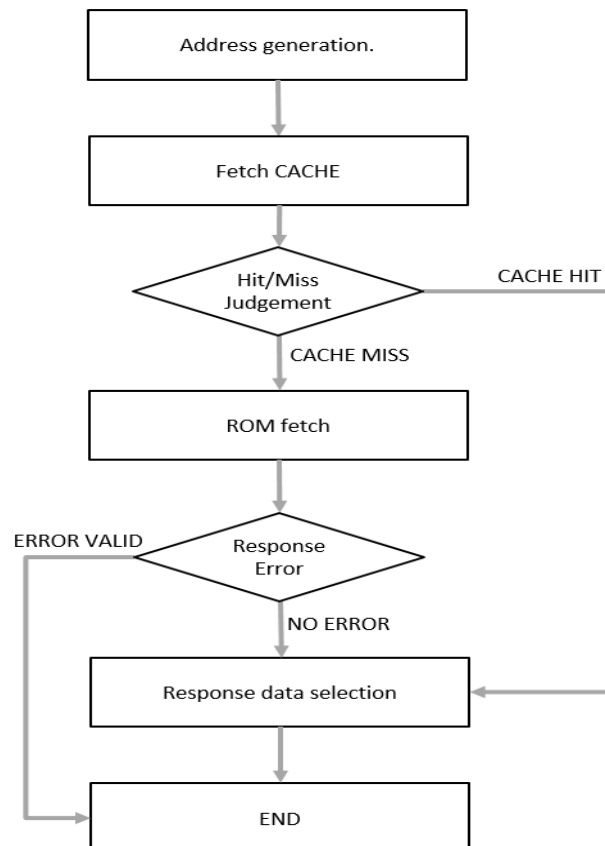 Address generation.
Fetch CACHE
Hit/Miss
Judgement
CACHE HIT
CACHE MISS
ROM fetch
ERROR VALID
Response
Error
NO ERROR
Response data selection
END